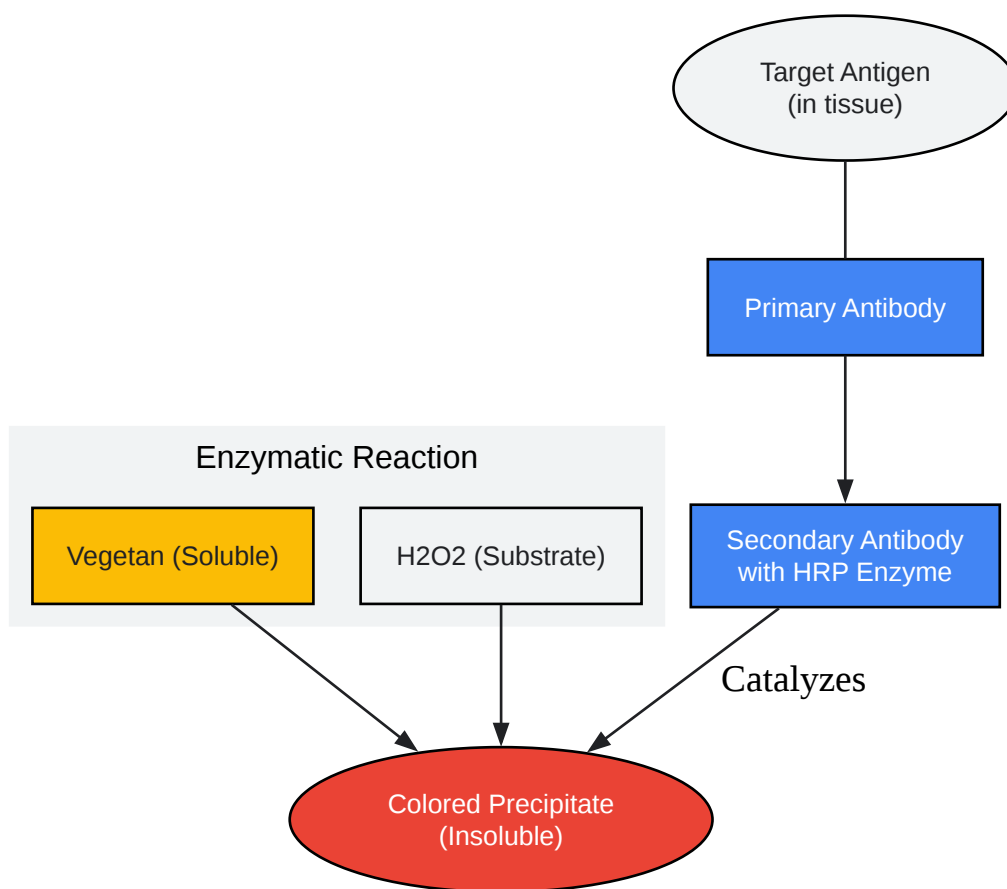 Target Antigen
(in tissue)
Primary Antibody
Enzymatic Reaction
Vegetan (Soluble)
H2O2 (Substrate)
Secondary Antibody
with HRP Enzyme
Catalyzes
Colored Precipitate
(Insoluble)